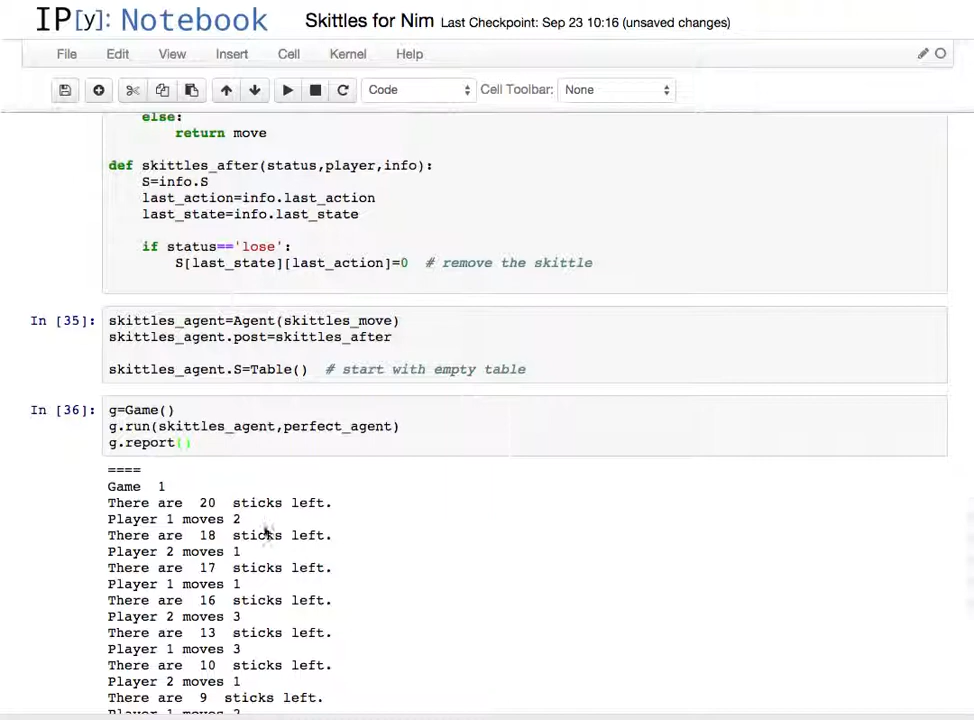 IP[y]: Notebook Skittles for Nim Last Checkpoint: Sep 23 10:16 (unsaved changes)
File Edit View Insert Cell Kernel Help
Code Cell Toolbar: None
else:
return move
def skittles_after(status,player,info):
S=info.S
last_action=info.last_action
last_state=info.last_state
if status=='lose':
S[last_state][last_action]=0 # remove the skittle
In [35]: skittles_agent=Agent(skittles_move)
skittles_agent.post=skittles_after
skittles_agent.S=Table() # start with empty table
In [36]: g=Game()
g.run(skittles_agent,perfect_agent)
g.report()
====
Game 1
There are 20 sticks left.
Player 1 moves 2
There are 18 sticks left.
Player 2 moves 1
There are 17 sticks left.
Player 1 moves 1
There are 16 sticks left.
Player 2 moves 3
There are 13 sticks left.
Player 1 moves 3
There are 10 sticks left.
Player 2 moves 1
There are 9 sticks left.
Player 1 moves 2